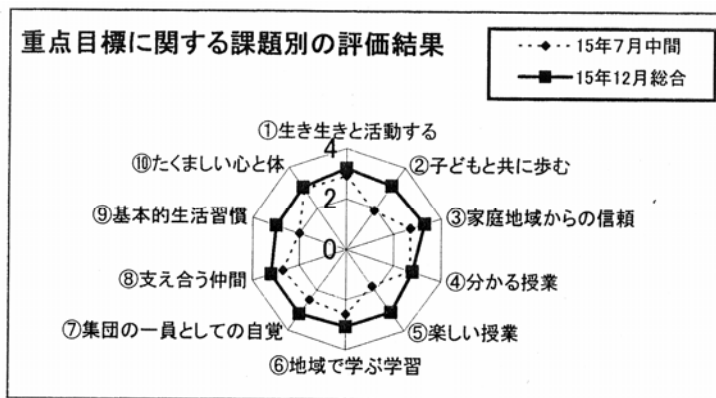 重点目標に関する課題別の評価結果
15年7月中間
15年12月総合
①生き生きと活動する
②子どもと共に歩む
③家庭地域からの信頼
④分かる授業
⑤楽しい授業
⑥地域で学ぶ学習
⑦集団の一員としての自覚
⑧支え合う仲間
⑨基本的生活習慣
⑩たくましい心と体
4
2
0